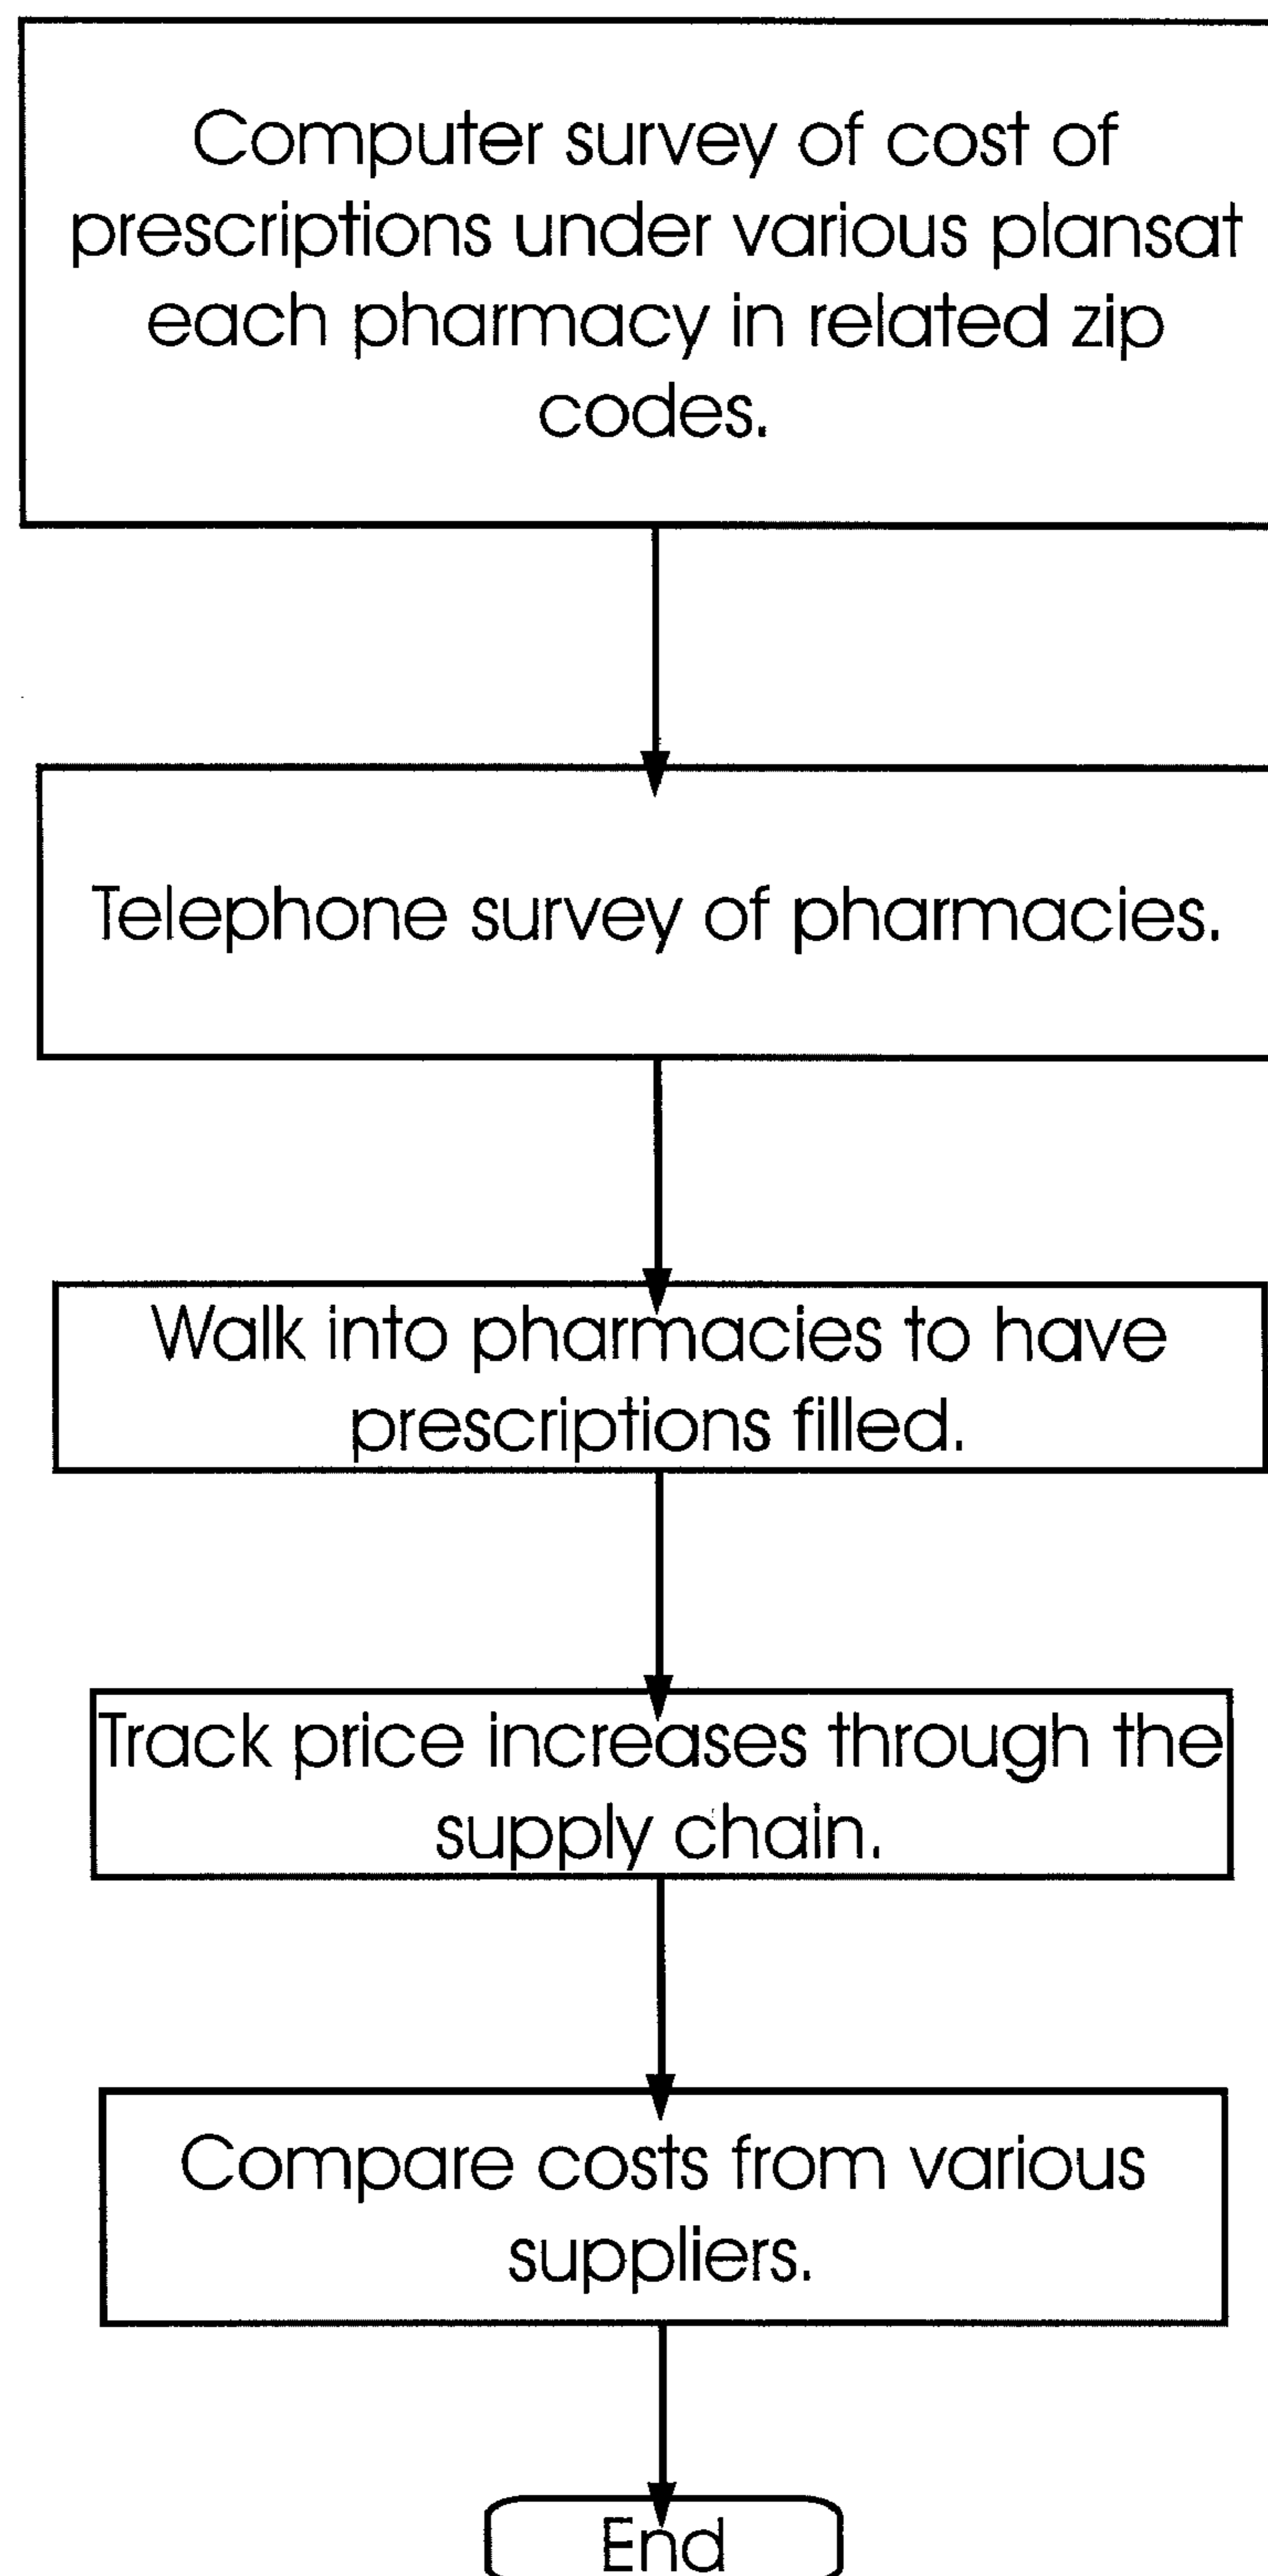 Computer survey of cost of
prescriptions under various plansat
each pharmacy in related zip
codes.
Telephone survey of pharmacies.
Walk into pharmacies to have
prescriptions filled.
Track price increases through the
supply chain.
Compare costs from various
suppliers.
End